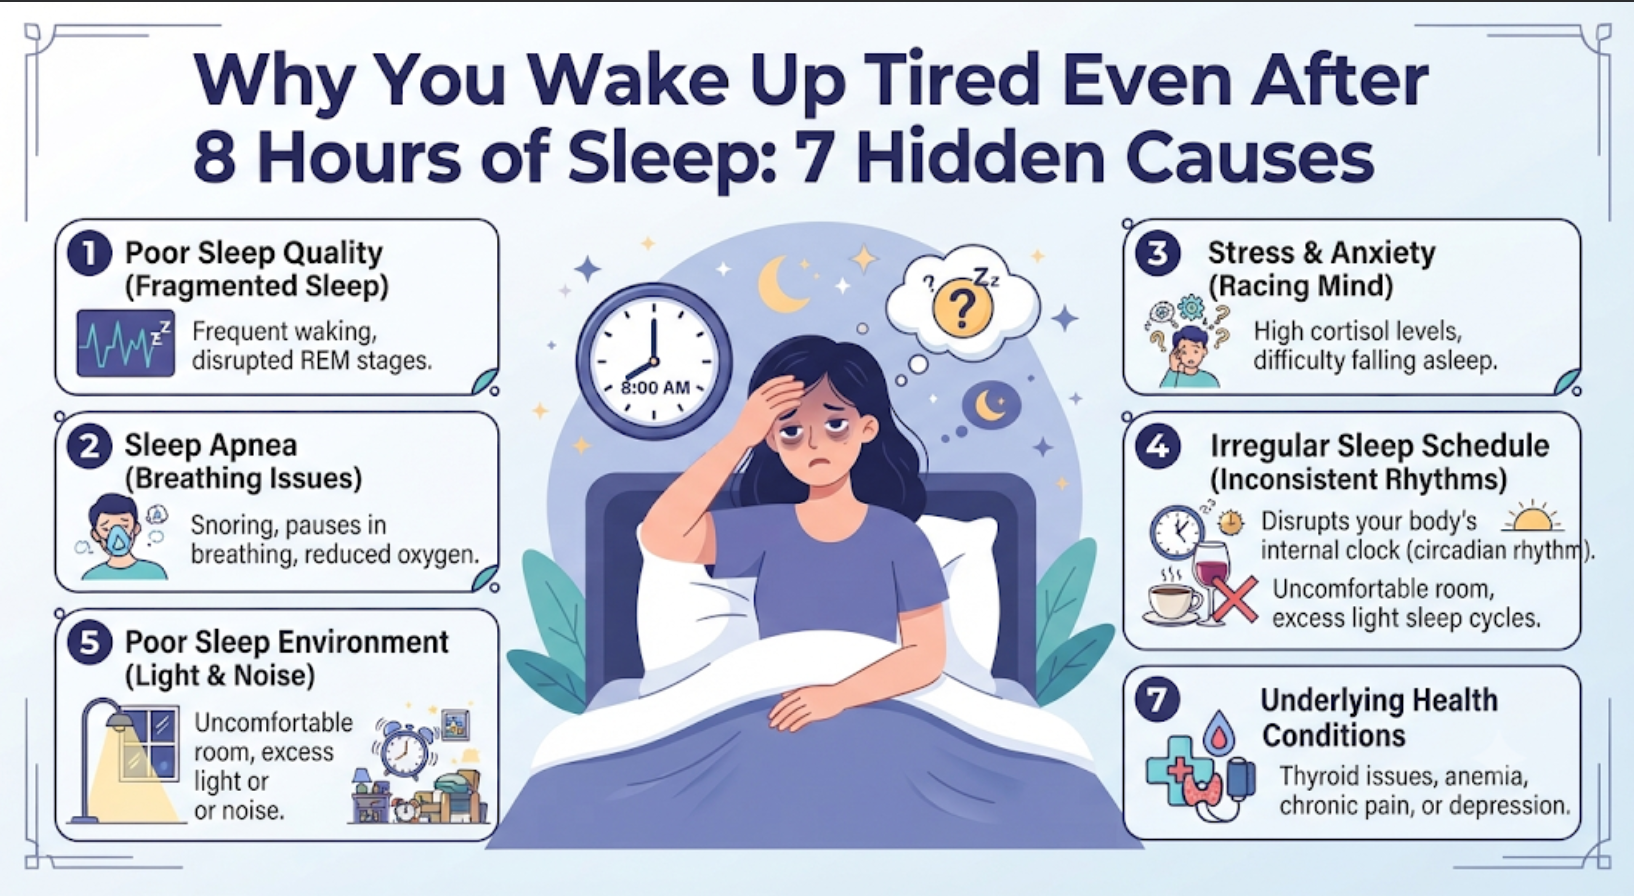 Why You Wake Up Tired Even After
8 Hours of Sleep: 7 Hidden Causes
1
Poor Sleep Quality
(Fragmented Sleep)
zZ
Frequent waking,
disrupted REM stages.
2
Sleep Apnea
(Breathing Issues)
Snoring, pauses in
breathing, reduced oxygen.
5
Poor Sleep Environment
(Light & Noise)
Uncomfortable
room, excess
light or
or noise.
8:00 AM
? ? Zzz
3
Stress & Anxiety
(Racing Mind)
High cortisol levels,
difficulty falling asleep.
4
Irregular Sleep Schedule
(Inconsistent Rhythms)
Disrupts your body's
internal clock (circadian rhythm).
Uncomfortable room,
excess light sleep cycles.
7
Underlying Health
Conditions
Thyroid issues, anemia,
chronic pain, or depression.